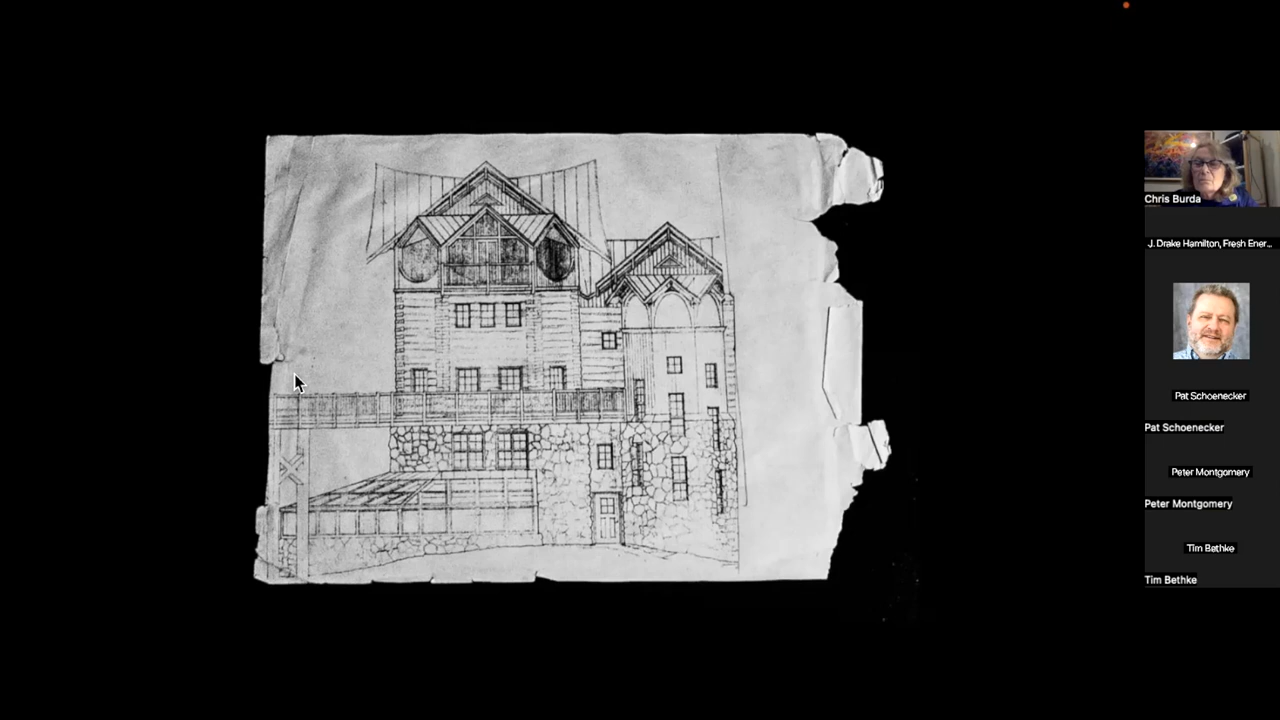 Chris Burda
J. Drake Hamilton, Fresh Ener...
Pat Schoenecker
Pat Schoenecker
Peter Montgomery
Peter Montgomery
Tim Bethke
Tim Bethke